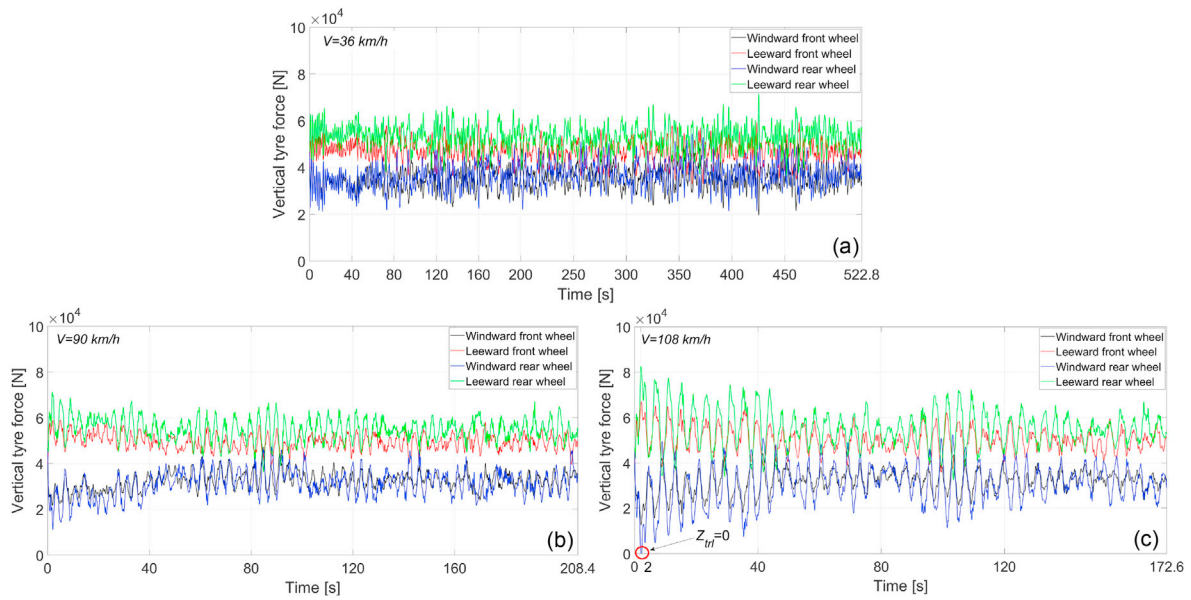 ×10⁴
V=36 km/h
Vertical tyre force [N]
10
8
6
4
2
0
Windward front wheel
Leeward front wheel
Windward rear wheel
Leeward rear wheel
(a)
0 40 80 120 160 200 250 300 350 400 450 522.8
Time [s]
×10⁴
V=90 km/h
Vertical tyre force [N]
10
8
6
4
2
0
Windward front wheel
Leeward front wheel
Windward rear wheel
Leeward rear wheel
(b)
0 40 80 120 160 208.4
Time [s]
×10⁴
V=108 km/h
Vertical tyre force [N]
10
8
6
4
2
0
Windward front wheel
Leeward front wheel
Windward rear wheel
Leeward rear wheel
Z_trl=0
(c)
0 2 40 80 120 172.6
Time [s]